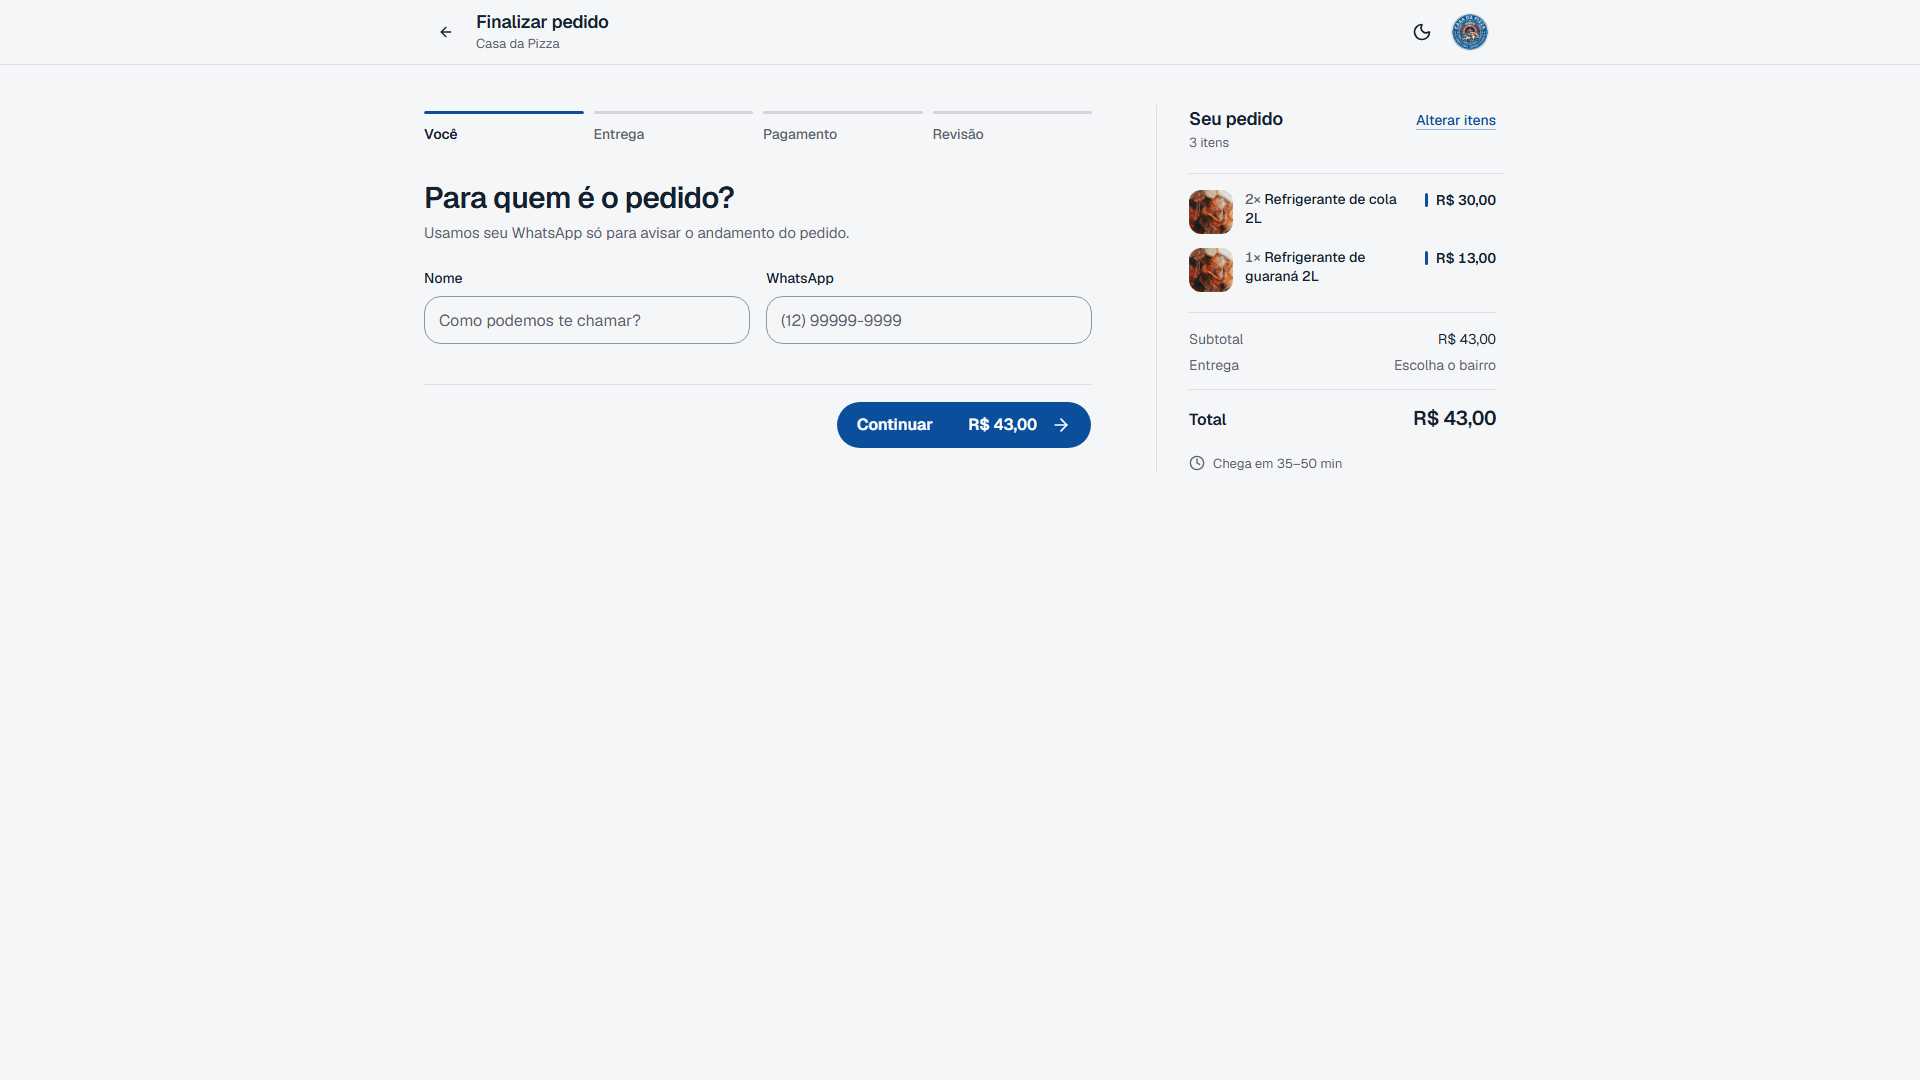 Finalizar pedido
Casa da Pizza
Você
Entrega
Pagamento
Revisão
Para quem é o pedido?
Usamos seu WhatsApp só para avisar o andamento do pedido.
Nome
WhatsApp
Como podemos te chamar?
(12) 99999-9999
Continuar R$ 43,00
Seu pedido
Alterar itens
3 itens
2× Refrigerante de cola
2L
R$ 30,00
1× Refrigerante de
guaraná 2L
R$ 13,00
Subtotal R$ 43,00
Entrega Escolha o bairro
Total R$ 43,00
Chega em 35–50 min